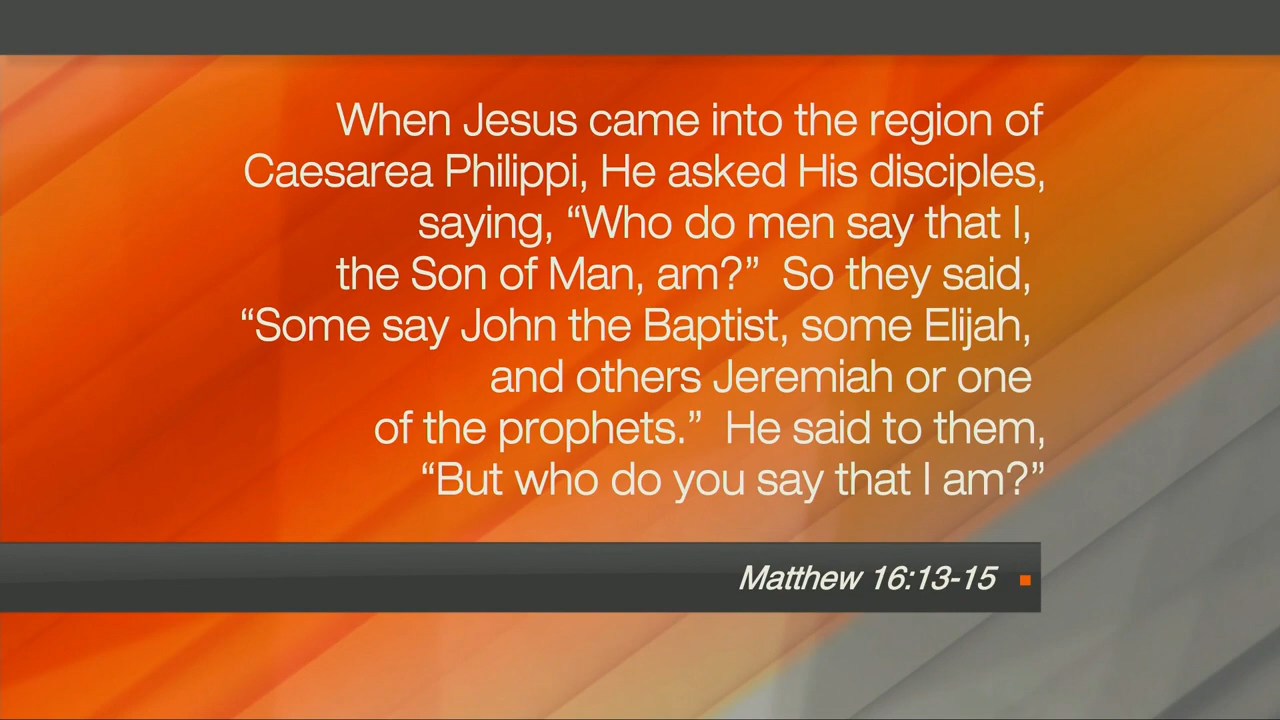 When Jesus came into the region of
Caesarea Philippi, He asked His disciples,
saying, “Who do men say that I,
the Son of Man, am?”  So they said,
“Some say John the Baptist, some Elijah,
and others Jeremiah or one
of the prophets.”  He said to them,
“But who do you say that I am?”
Matthew 16:13-15